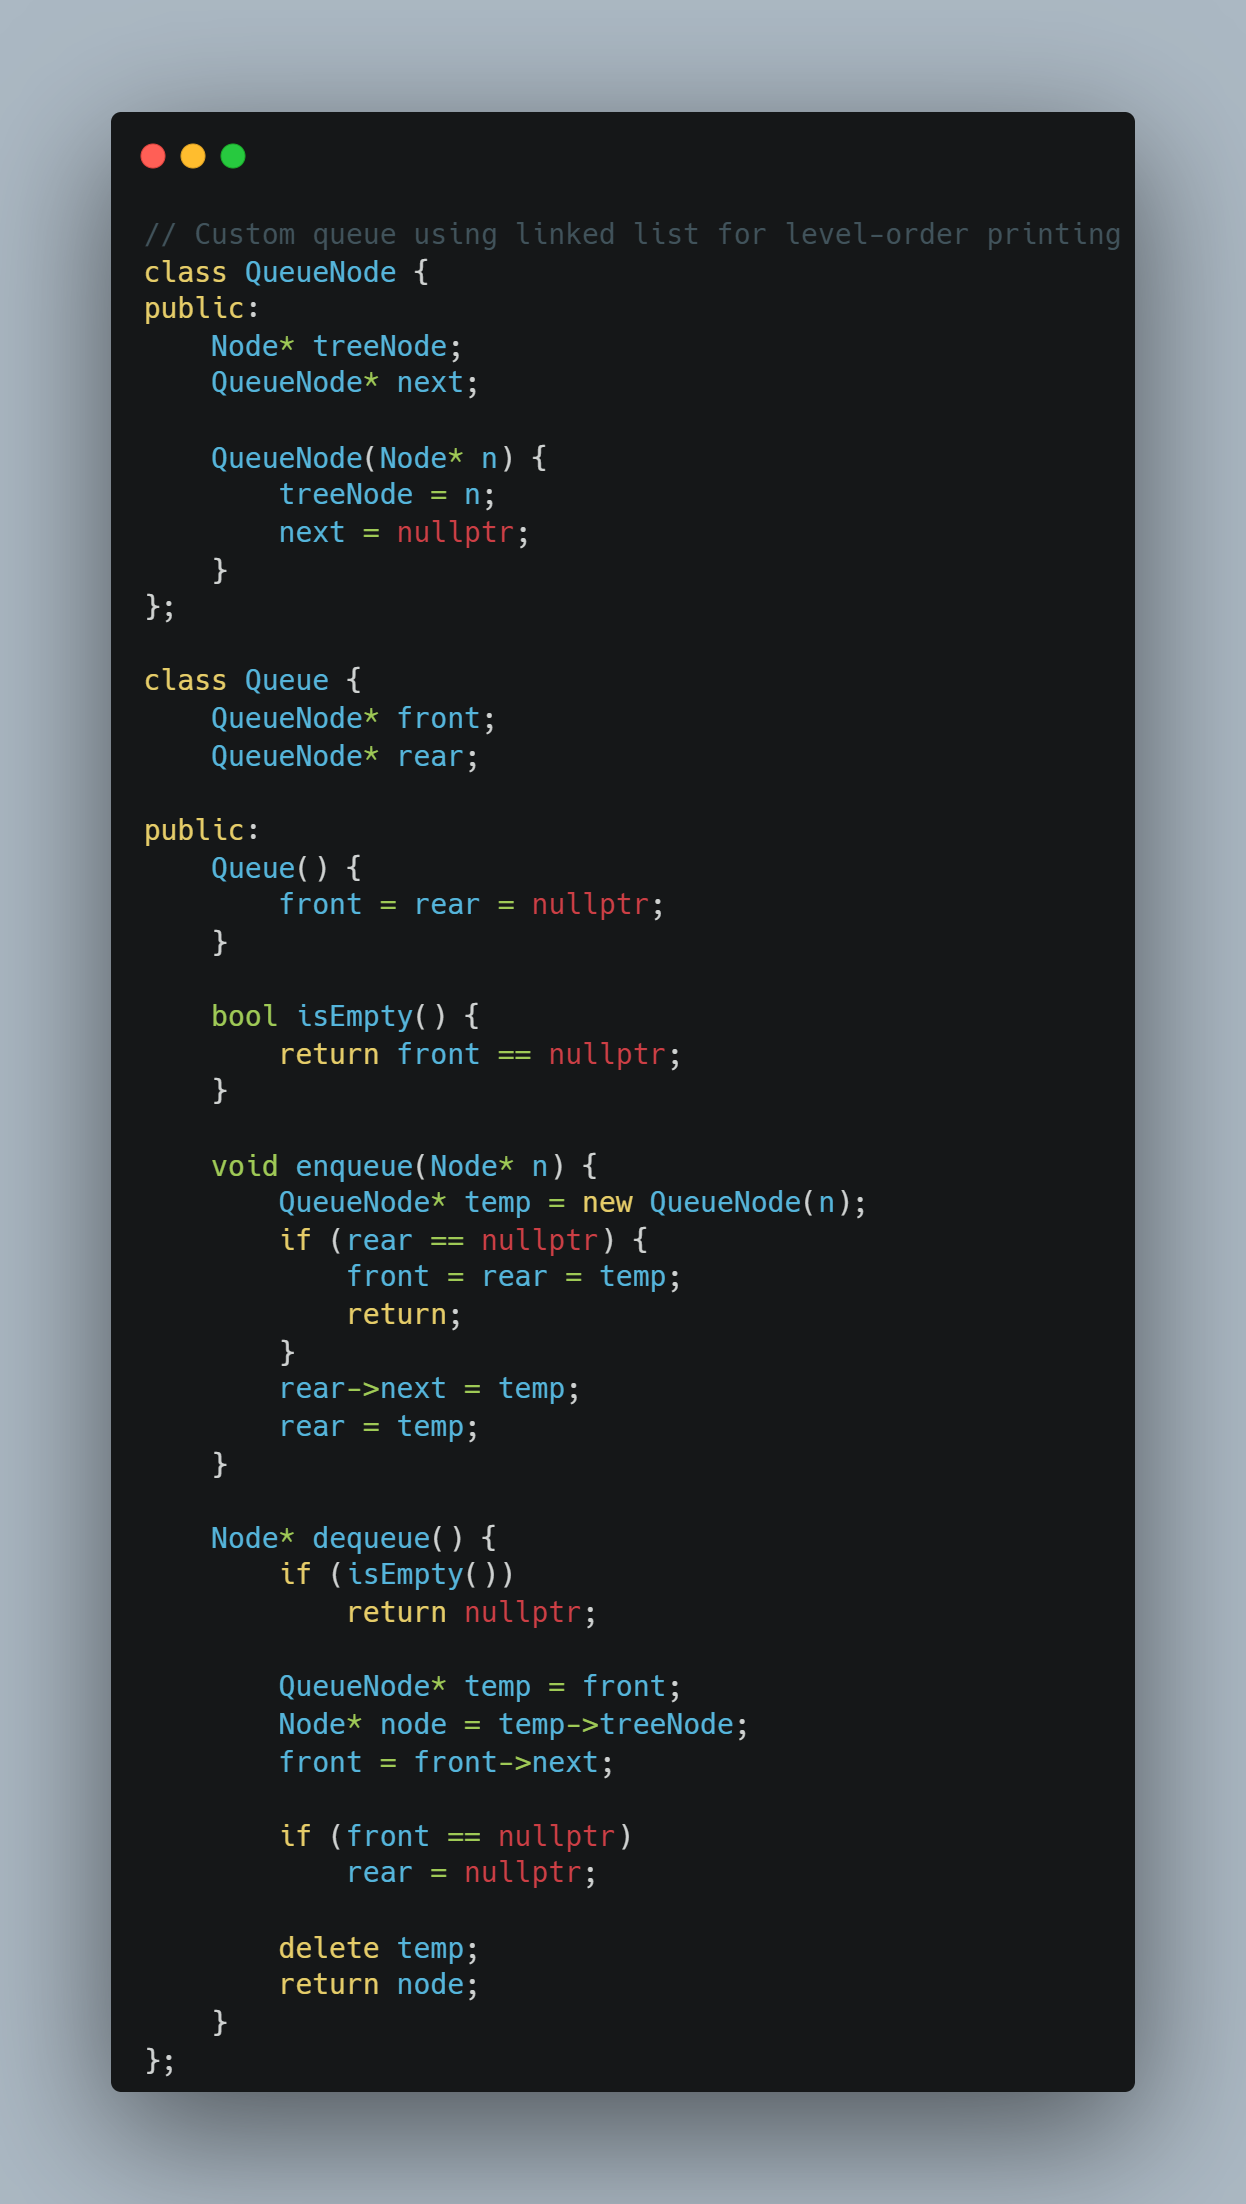 // Custom queue using linked list for level-order printing
class QueueNode {
public:
    Node* treeNode;
    QueueNode* next;

    QueueNode(Node* n) {
        treeNode = n;
        next = nullptr;
    }
};

class Queue {
    QueueNode* front;
    QueueNode* rear;

public:
    Queue() {
        front = rear = nullptr;
    }

    bool isEmpty() {
        return front == nullptr;
    }

    void enqueue(Node* n) {
        QueueNode* temp = new QueueNode(n);
        if (rear == nullptr) {
            front = rear = temp;
            return;
        }
        rear->next = temp;
        rear = temp;
    }

    Node* dequeue() {
        if (isEmpty())
            return nullptr;

        QueueNode* temp = front;
        Node* node = temp->treeNode;
        front = front->next;

        if (front == nullptr)
            rear = nullptr;

        delete temp;
        return node;
    }
};